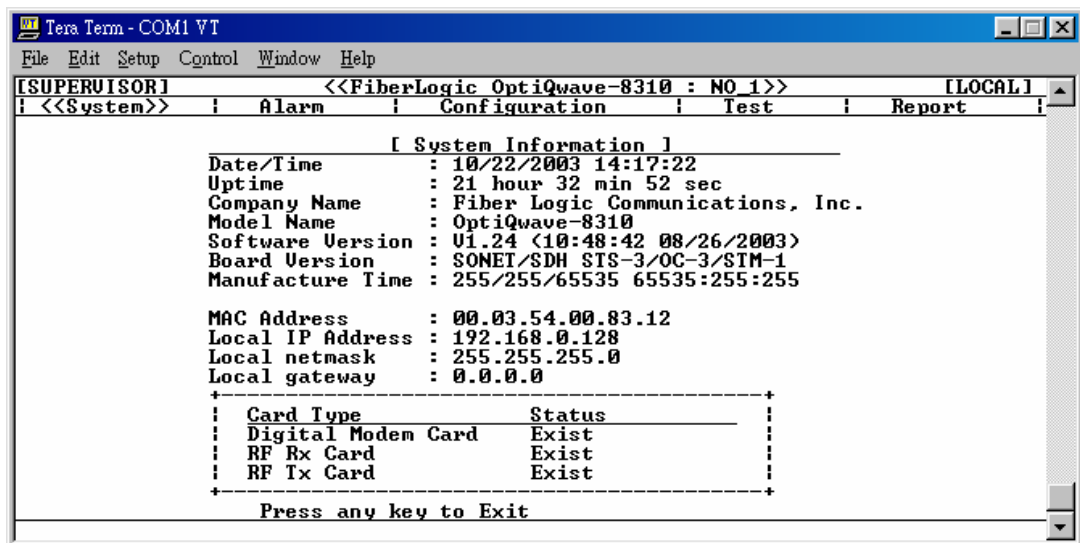 Tera Term - COM1 VT
File Edit Setup Control Window Help
[SUPERVISOR] <<FiberLogic OptiQwave-8310 : NO_1>> [LOCAL]
| <<System>> | Alarm | Configuration | Test | Report |
[ System Information ]
Date/Time : 10/22/2003 14:17:22
Uptime : 21 hour 32 min 52 sec
Company Name : Fiber Logic Communications, Inc.
Model Name : OptiQwave-8310
Software Version : V1.24 (10:48:42 08/26/2003)
Board Version : SONET/SDH STS-3/OC-3/STM-1
Manufacture Time : 255/255/65535 65535:255:255
MAC Address : 00.03.54.00.83.12
Local IP Address : 192.168.0.128
Local netmask : 255.255.255.0
Local gateway : 0.0.0.0
Card Type Status
Digital Modem Card Exist
RF Rx Card Exist
RF Tx Card Exist
Press any key to Exit